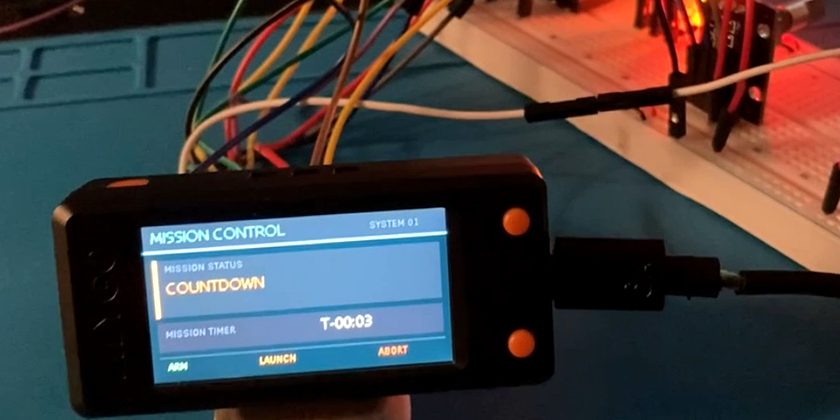 MISSION CONTROL
SYSTEM 01
MISSION STATUS
COUNTDOWN
MISSION TIMER
T-00:03
ARM
LAUNCH
ABORT